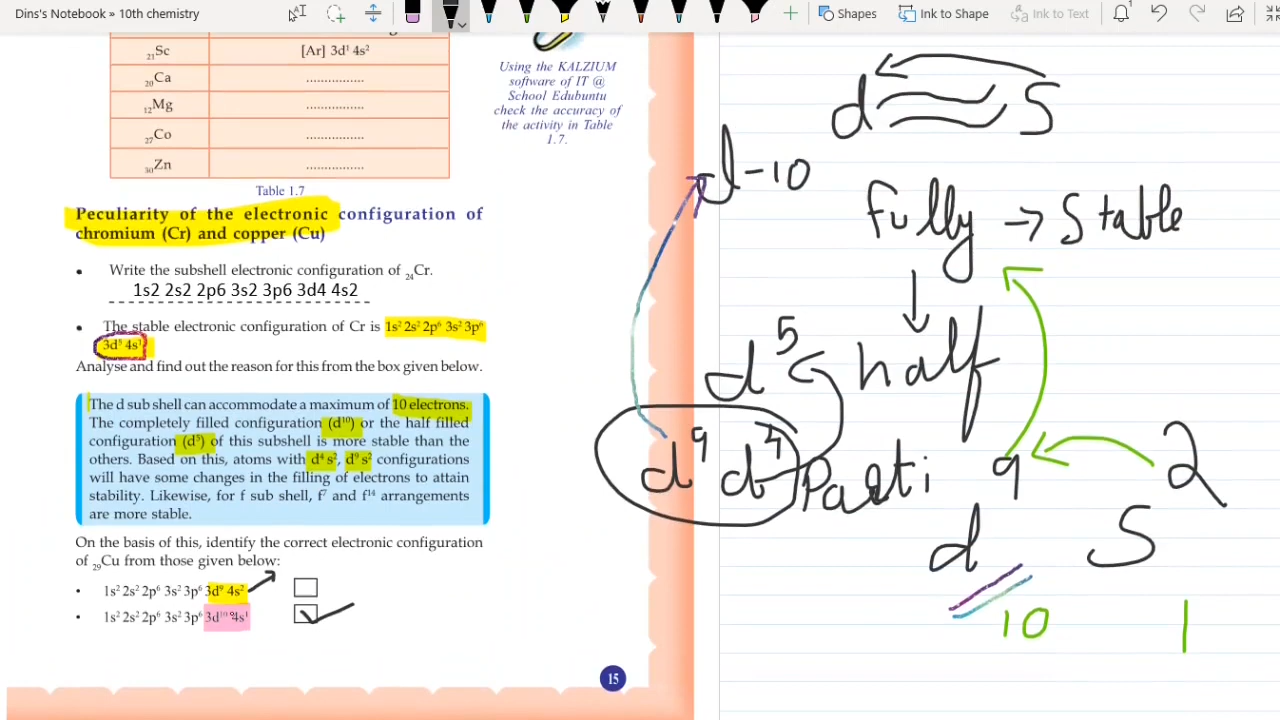 Dins's Notebook » 10th chemistry
Shapes
Ink to Shape
Ink to Text
₂₁Sc [Ar] 3d¹ 4s²
₂₀Ca ................
₁₂Mg ................
₂₇Co ................
₃₀Zn ................
Table 1.7
Using the KALZIUM
software of IT @
School Edubuntu
check the accuracy of
the activity in Table
1.7.
Peculiarity of the electronic configuration of
chromium (Cr) and copper (Cu)
• Write the subshell electronic configuration of ₂₄Cr.
1s2 2s2 2p6 3s2 3p6 3d4 4s2
• The stable electronic configuration of Cr is 1s² 2s² 2p⁶ 3s² 3p⁶
3d⁵ 4s¹
Analyse and find out the reason for this from the box given below.
The d sub shell can accommodate a maximum of 10 electrons.
The completely filled configuration (d¹⁰) or the half filled
configuration (d⁵) of this subshell is more stable than the
others. Based on this, atoms with d⁴ s², d⁹ s² configurations
will have some changes in the filling of electrons to attain
stability. Likewise, for f sub shell, f⁷ and f¹⁴ arrangements
are more stable.
On the basis of this, identify the correct electronic configuration
of ₂₉Cu from those given below:
• 1s² 2s² 2p⁶ 3s² 3p⁶ 3d⁹ 4s²
• 1s² 2s² 2p⁶ 3s² 3p⁶ 3d¹⁰ 4s¹
15
d S
d-10
Fully → Stable
d⁵ half
d⁹ d⁴ Parti 9 2
d S
10 1